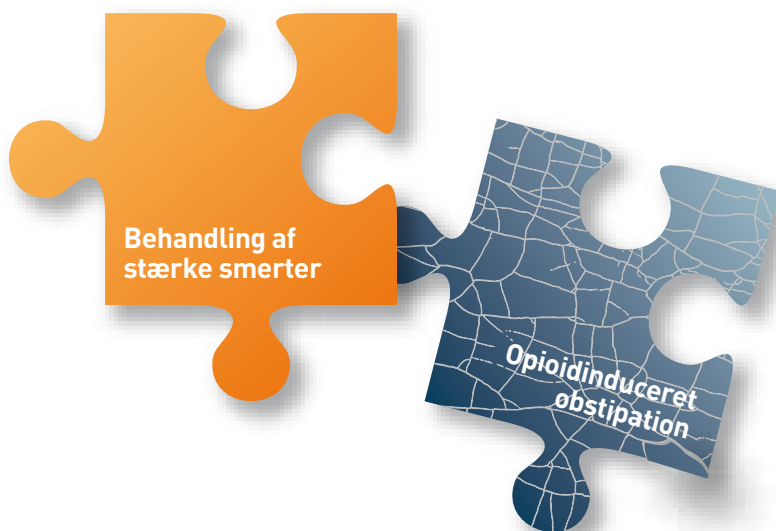 Behandling af
stærke smerter
Opioidinduceret
obstipation